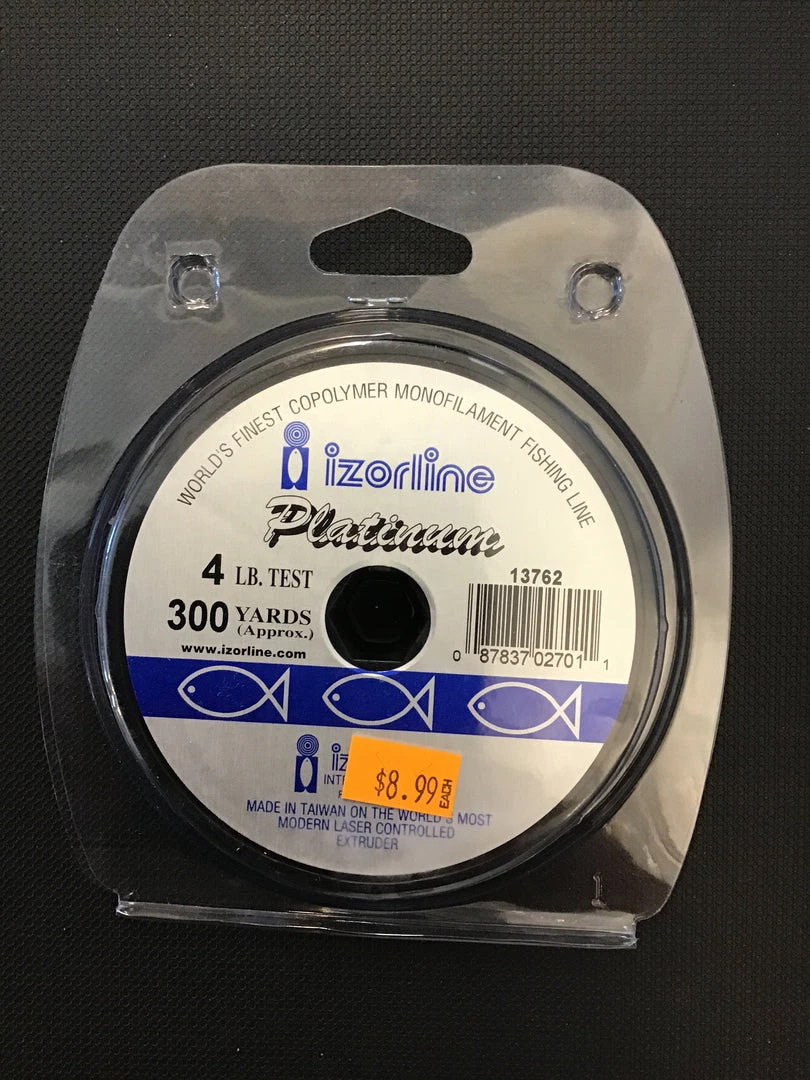 WORLD'S FINEST COPOLYMER MONOFILAMENT FISHING LINE
izorline
Platinum
4 LB. TEST
300 YARDS
(Approx.)
www.izorline.com
13762
0 87837 02701 1
$8.99 EACH
MADE IN TAIWAN ON THE WORLD'S MOST
MODERN LASER CONTROLLED
EXTRUDER